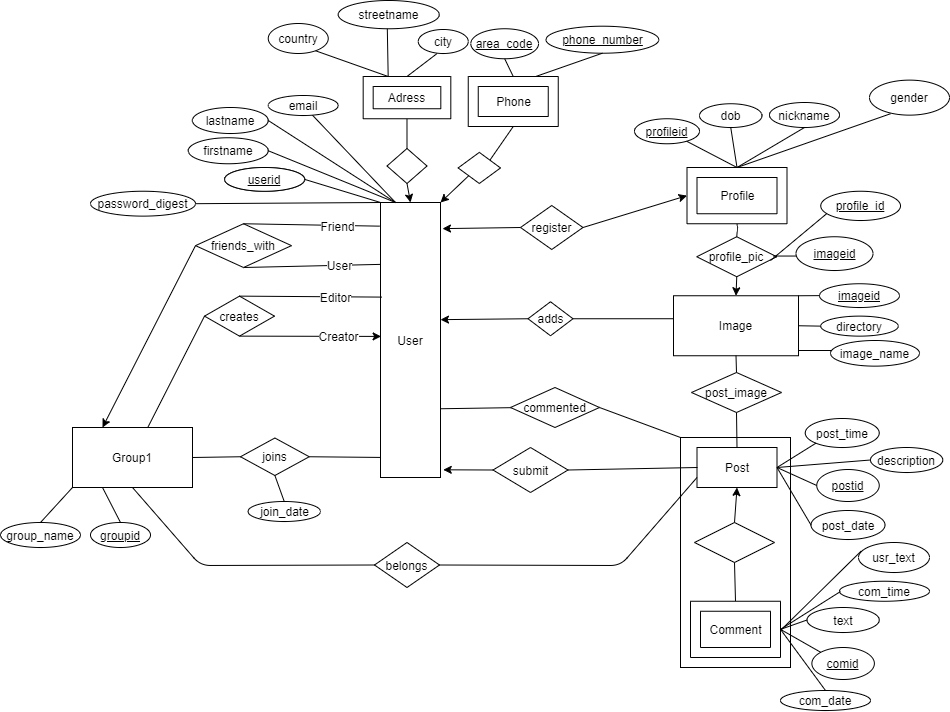 streetname
country
city
area_code
phone_number
Adress
Phone
gender
email
lastname
dob
nickname
profileid
firstname
userid
Profile
password_digest
profile_id
Friend
register
friends_with
profile_pic
imageid
User
Editor
imageid
creates
adds
Image
directory
Creator
User
image_name
post_image
commented
post_time
Group1
joins
submit
Post
description
postid
join_date
post_date
group_name
groupid
usr_text
belongs
com_time
text
Comment
comid
com_date